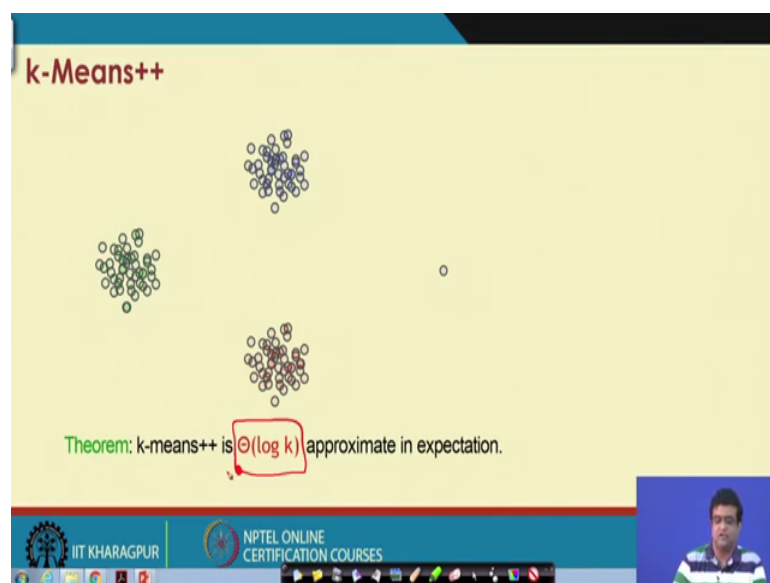 k-Means++
Theorem: k-means++ is Θ(log k) approximate in expectation.
IIT KHARAGPUR
NPTEL ONLINE
CERTIFICATION COURSES